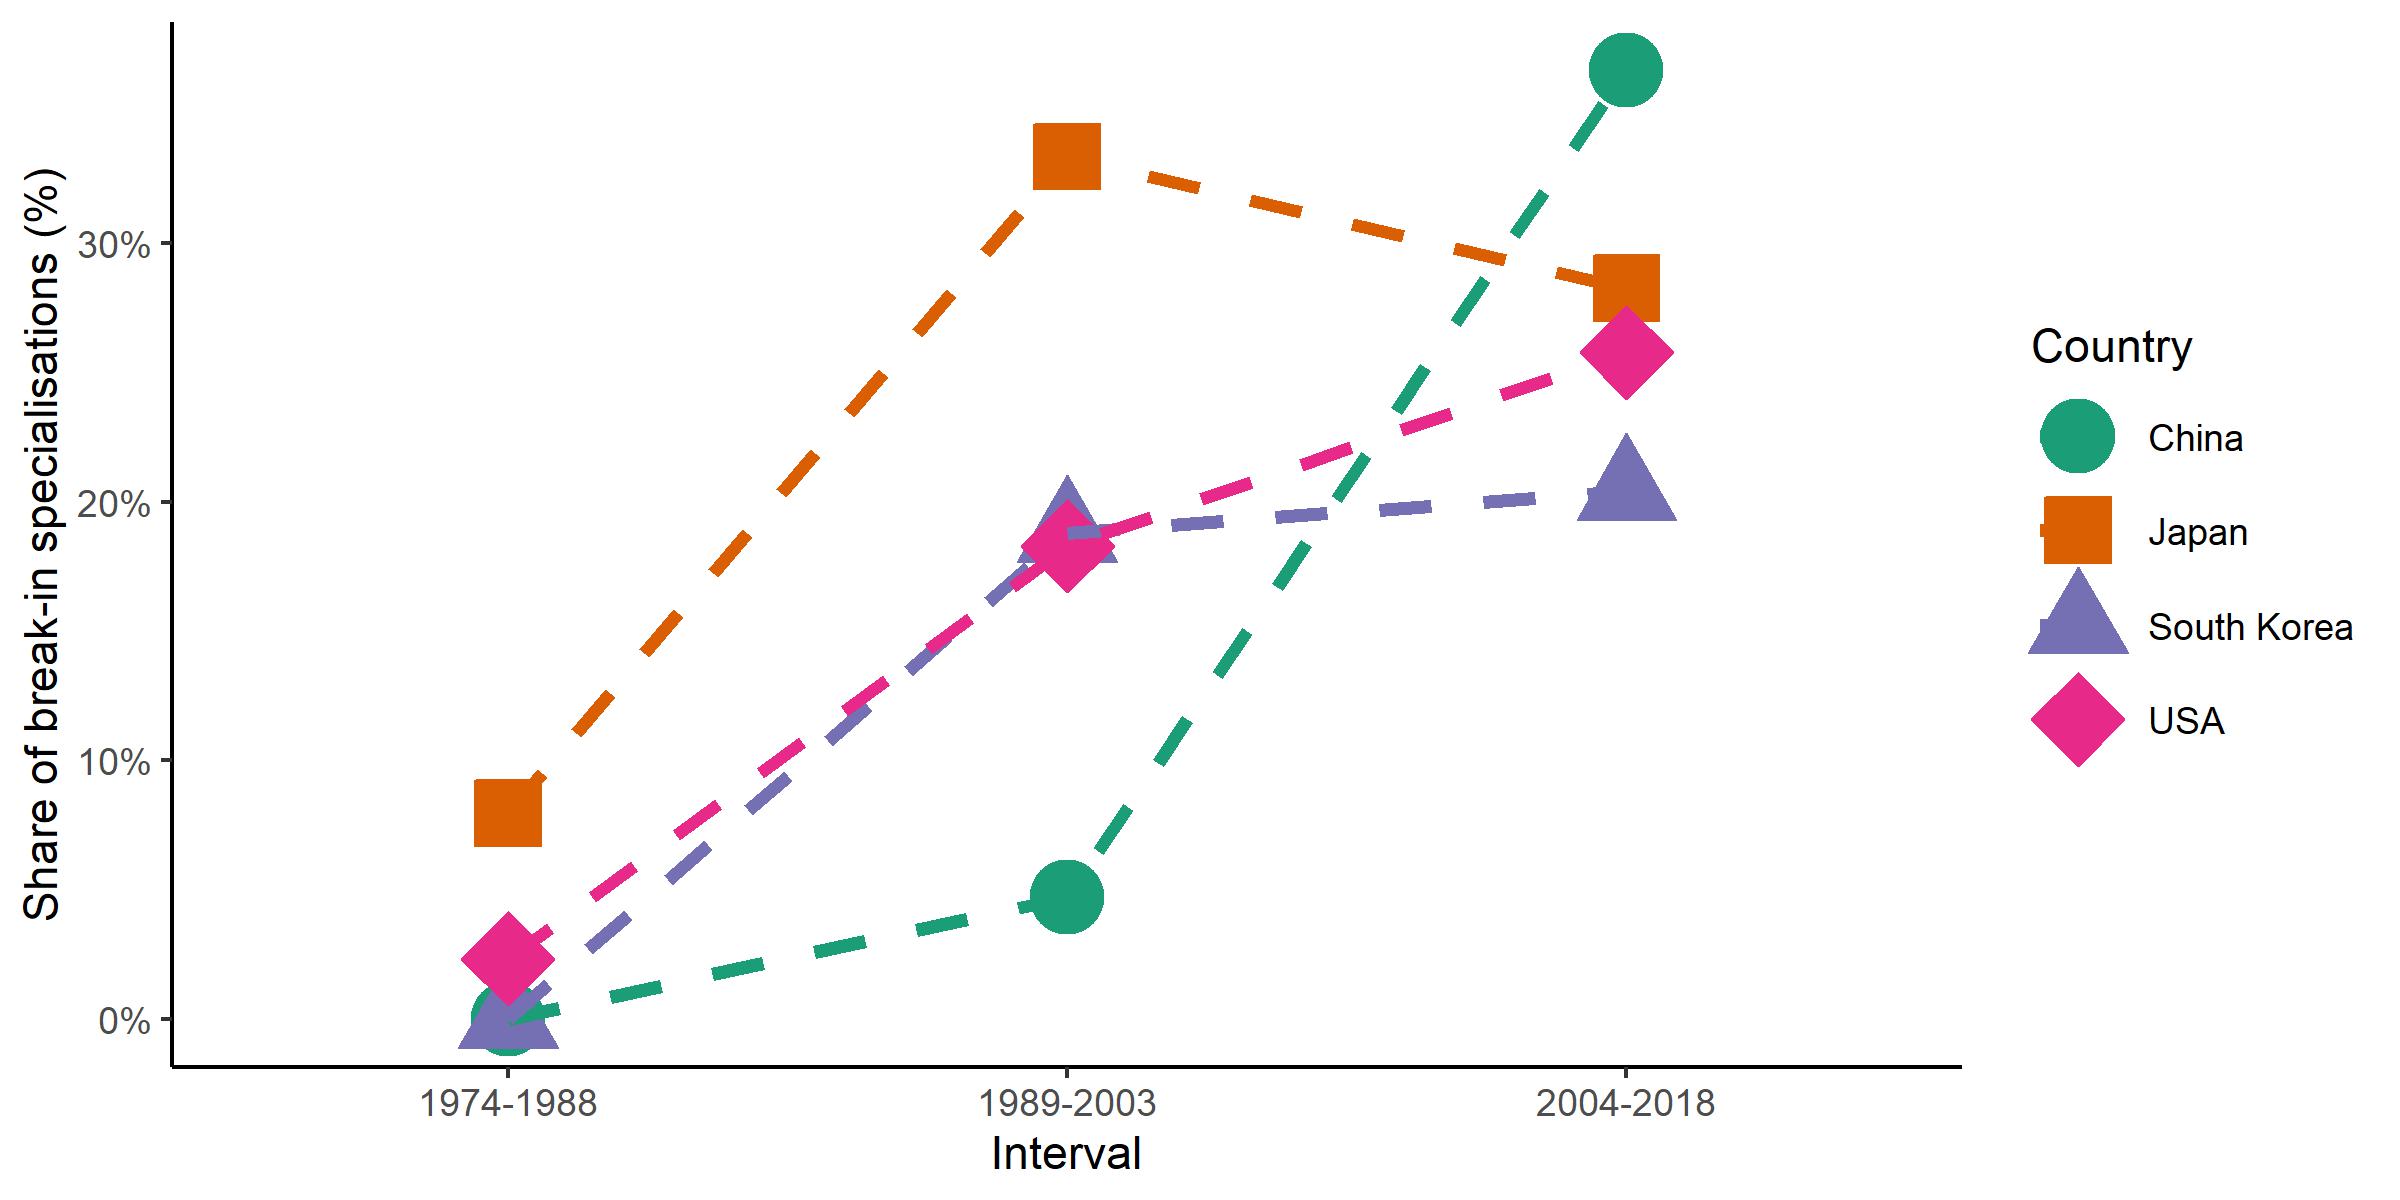 Share of break-in specialisations (%)
30%
20%
10%
0%
1974-1988
1989-2003
2004-2018
Interval
Country
China
Japan
South Korea
USA